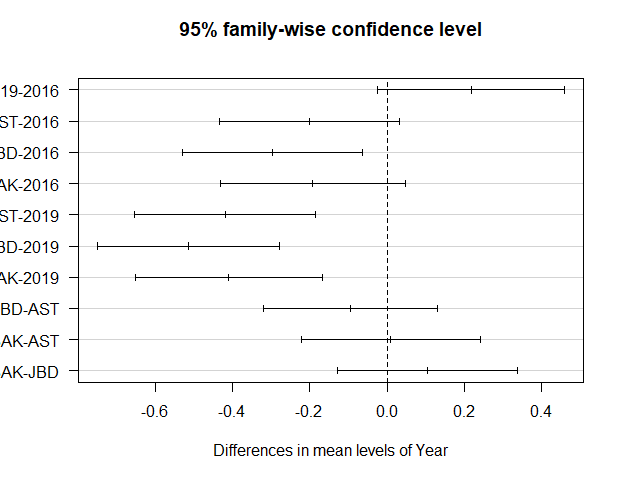 95% family-wise confidence level
19-2016
ST-2016
BD-2016
AK-2016
ST-2019
BD-2019
AK-2019
BD-AST
AK-AST
AK-JBD
-0.6 -0.4 -0.2 0.0 0.2 0.4
Differences in mean levels of Year